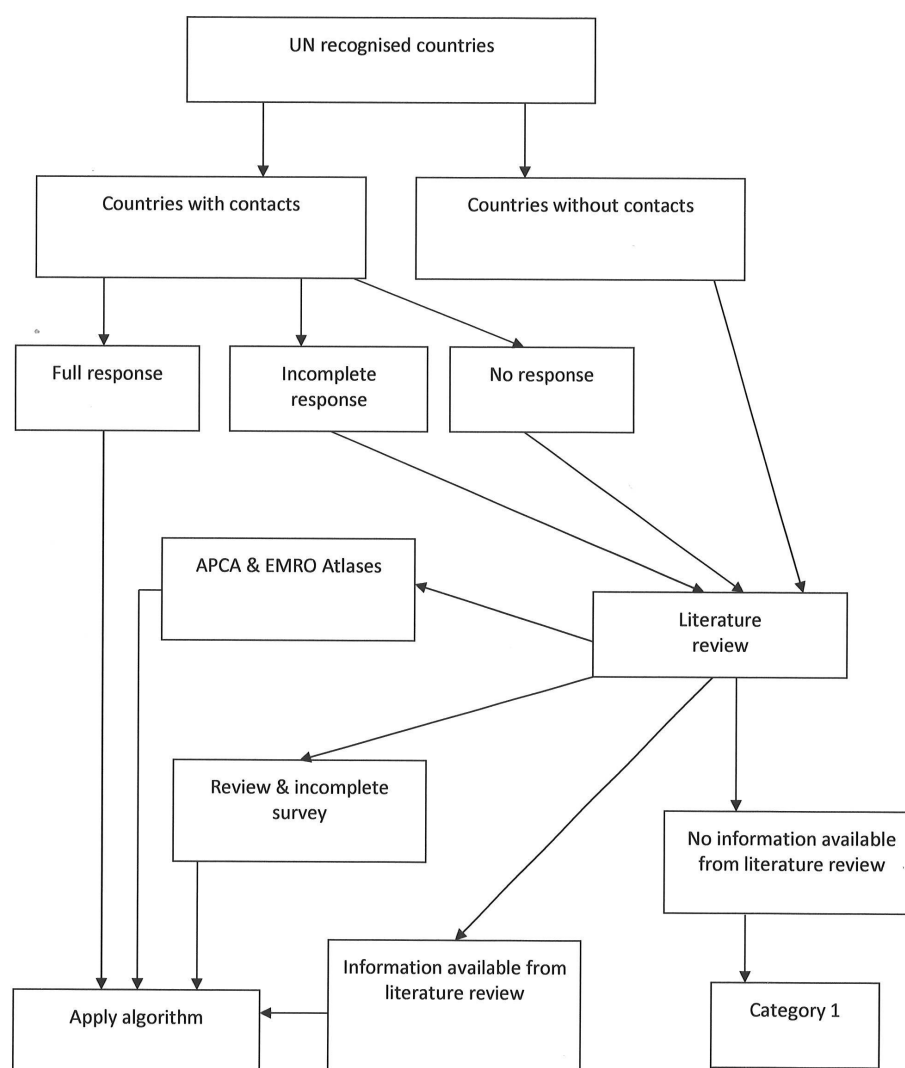 UN recognised countries
Countries with contacts
Countries without contacts
Full response
Incomplete
response
No response
APCA & EMRO Atlases
Literature
review
Review & incomplete
survey
No information available
from literature review
Information available from
literature review
Apply algorithm
Category 1